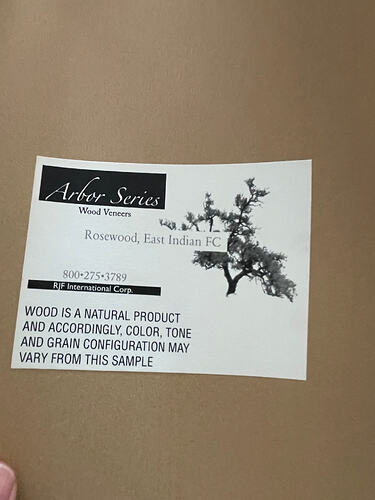 Arbor Series
Wood Veneers
Rosewood, East Indian FC
800•275•3789
RJF International Corp.
WOOD IS A NATURAL PRODUCT
AND ACCORDINGLY, COLOR, TONE
AND GRAIN CONFIGURATION MAY
VARY FROM THIS SAMPLE